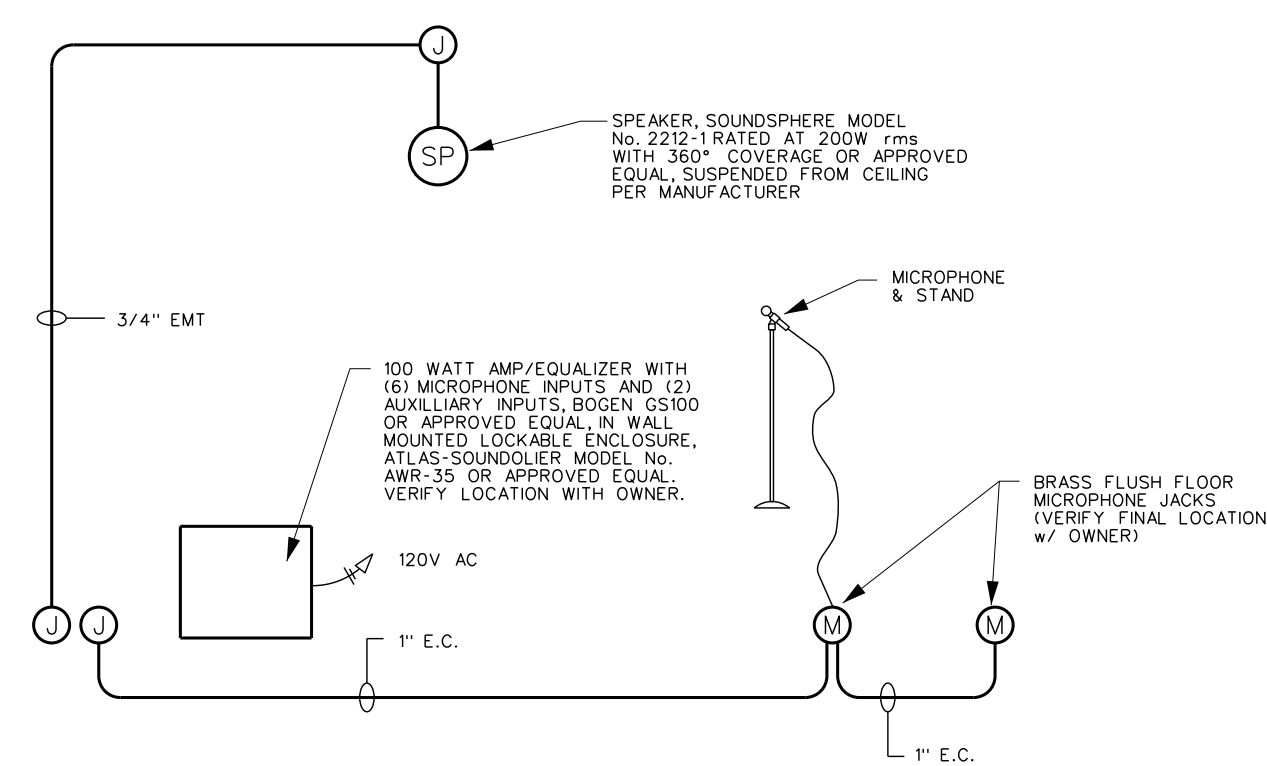 J
SP
SPEAKER, SOUNDSPHERE MODEL
No. 2212-1 RATED AT 200W rms
WITH 360° COVERAGE OR APPROVED
EQUAL, SUSPENDED FROM CEILING
PER MANUFACTURER
MICROPHONE
& STAND
3/4" EMT
100 WATT AMP/EQUALIZER WITH
(6) MICROPHONE INPUTS AND (2)
AUXILLIARY INPUTS, BOGEN GS100
OR APPROVED EQUAL, IN WALL
MOUNTED LOCKABLE ENCLOSURE,
ATLAS-SOUNDOLIER MODEL No.
AWR-35 OR APPROVED EQUAL.
VERIFY LOCATION WITH OWNER.
BRASS FLUSH FLOOR
MICROPHONE JACKS
(VERIFY FINAL LOCATION
w/ OWNER)
120V AC
J J M M
1" E.C.
1" E.C.